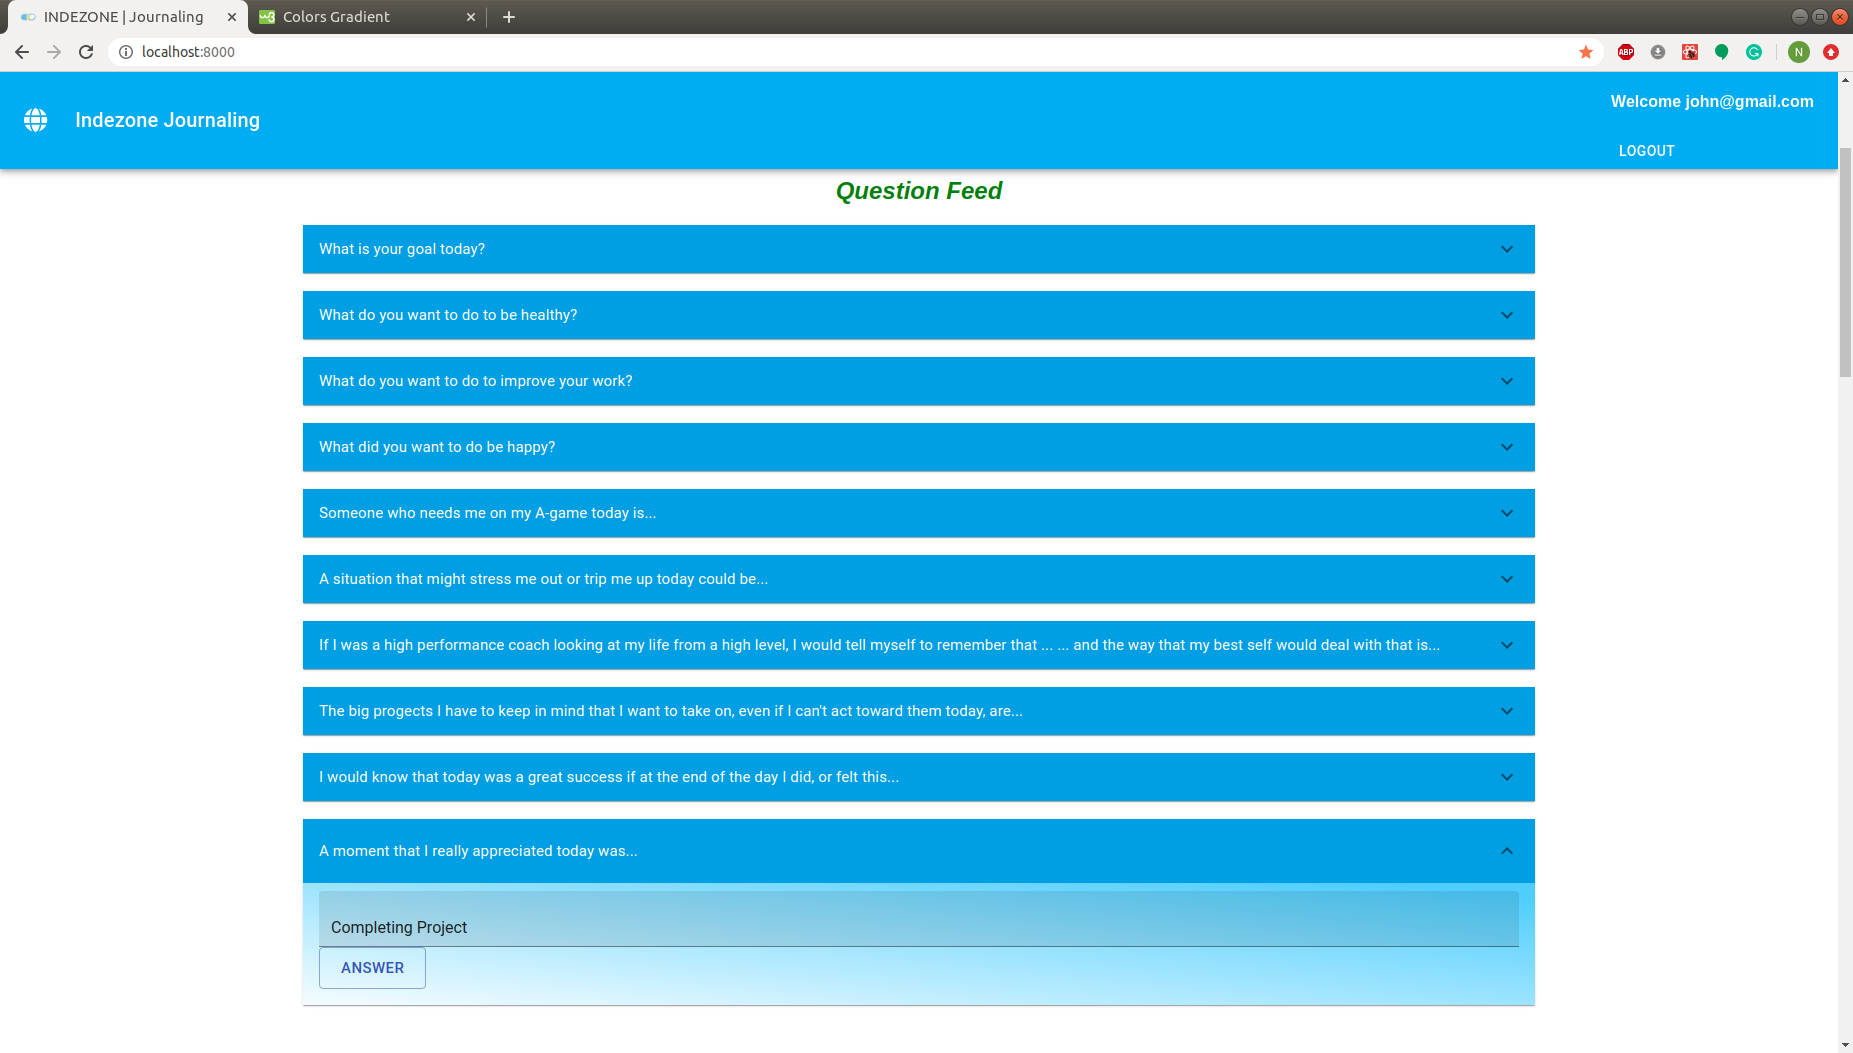 INDEZONE | Journaling
Colors Gradient
localhost:8000
ABP
N
Indezone Journaling
Welcome john@gmail.com
LOGOUT
Question Feed
What is your goal today?
What do you want to do to be healthy?
What do you want to do to improve your work?
What did you want to do be happy?
Someone who needs me on my A-game today is...
A situation that might stress me out or trip me up today could be...
If I was a high performance coach looking at my life from a high level, I would tell myself to remember that ... ... and the way that my best self would deal with that is...
The big progects I have to keep in mind that I want to take on, even if I can't act toward them today, are...
I would know that today was a great success if at the end of the day I did, or felt this...
A moment that I really appreciated today was...
Completing Project
ANSWER